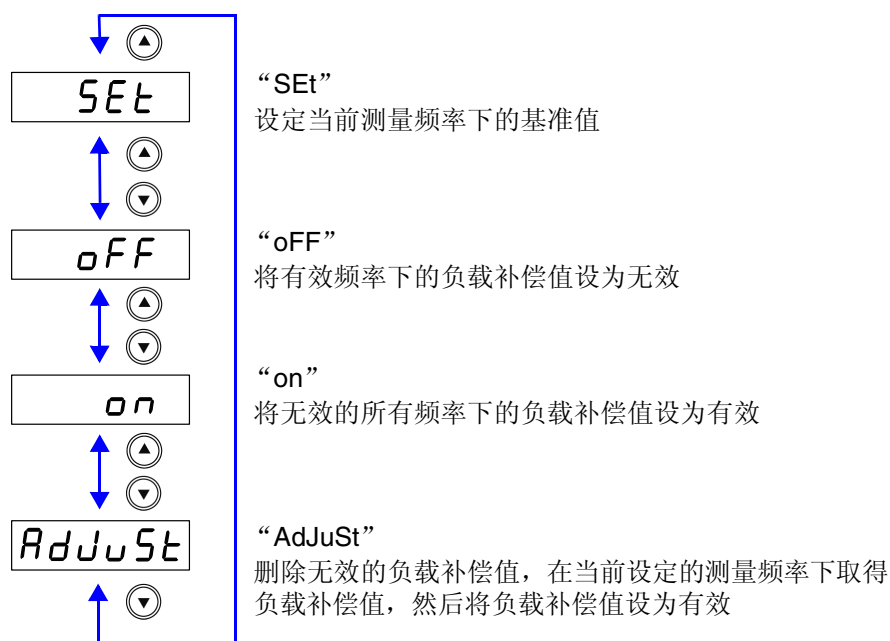 SEt
“SEt”
设定当前测量频率下的基准值
oFF
“oFF”
将有效频率下的负载补偿值设为无效
on
“on”
将无效的所有频率下的负载补偿值设为有效
AdJuSt
“AdJuSt”
删除无效的负载补偿值，在当前设定的测量频率下取得
负载补偿值，然后将负载补偿值设为有效